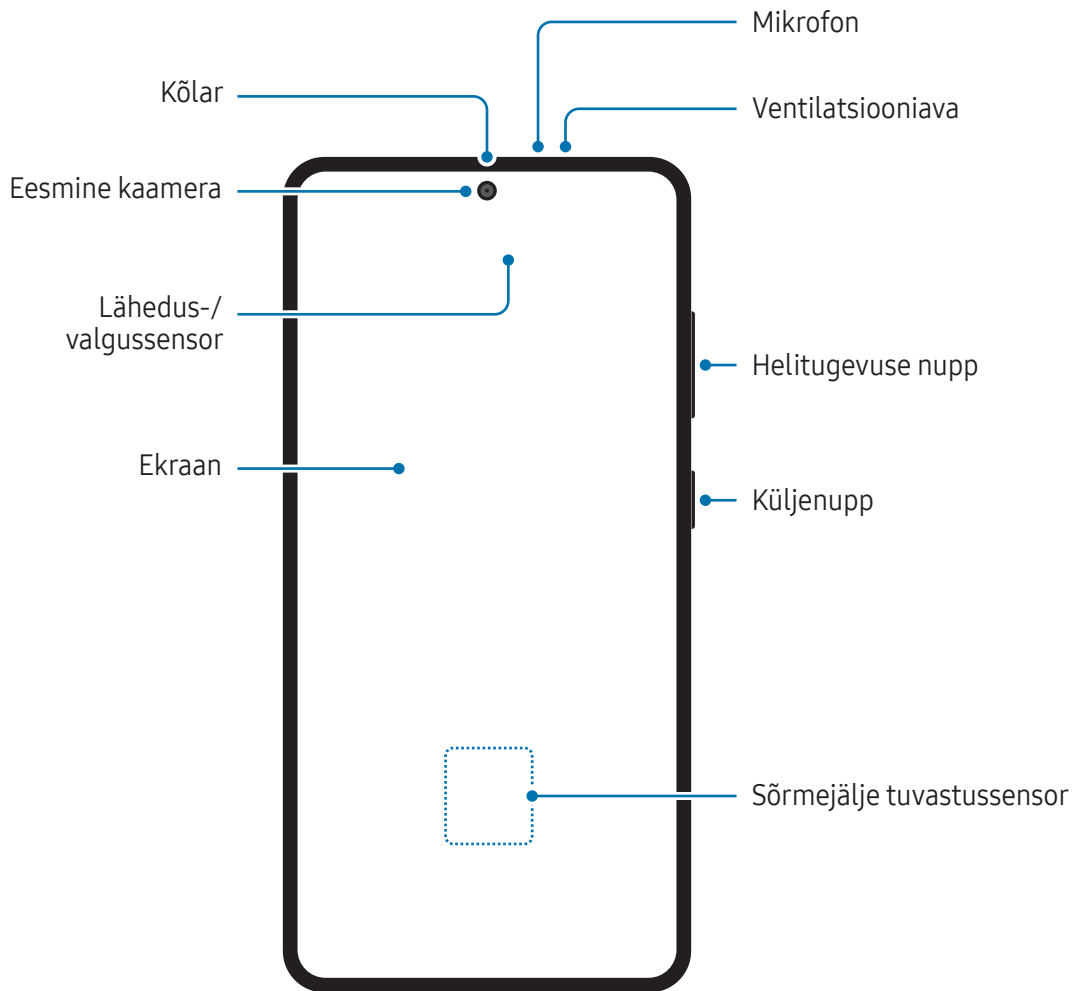 Mikrofon
Kõlar
Ventilatsiooniava
Eesmine kaamera
Lähedus-/
valgussensor
Helitugevuse nupp
Ekraan
Küljenupp
Sõrmejälje tuvastussensor